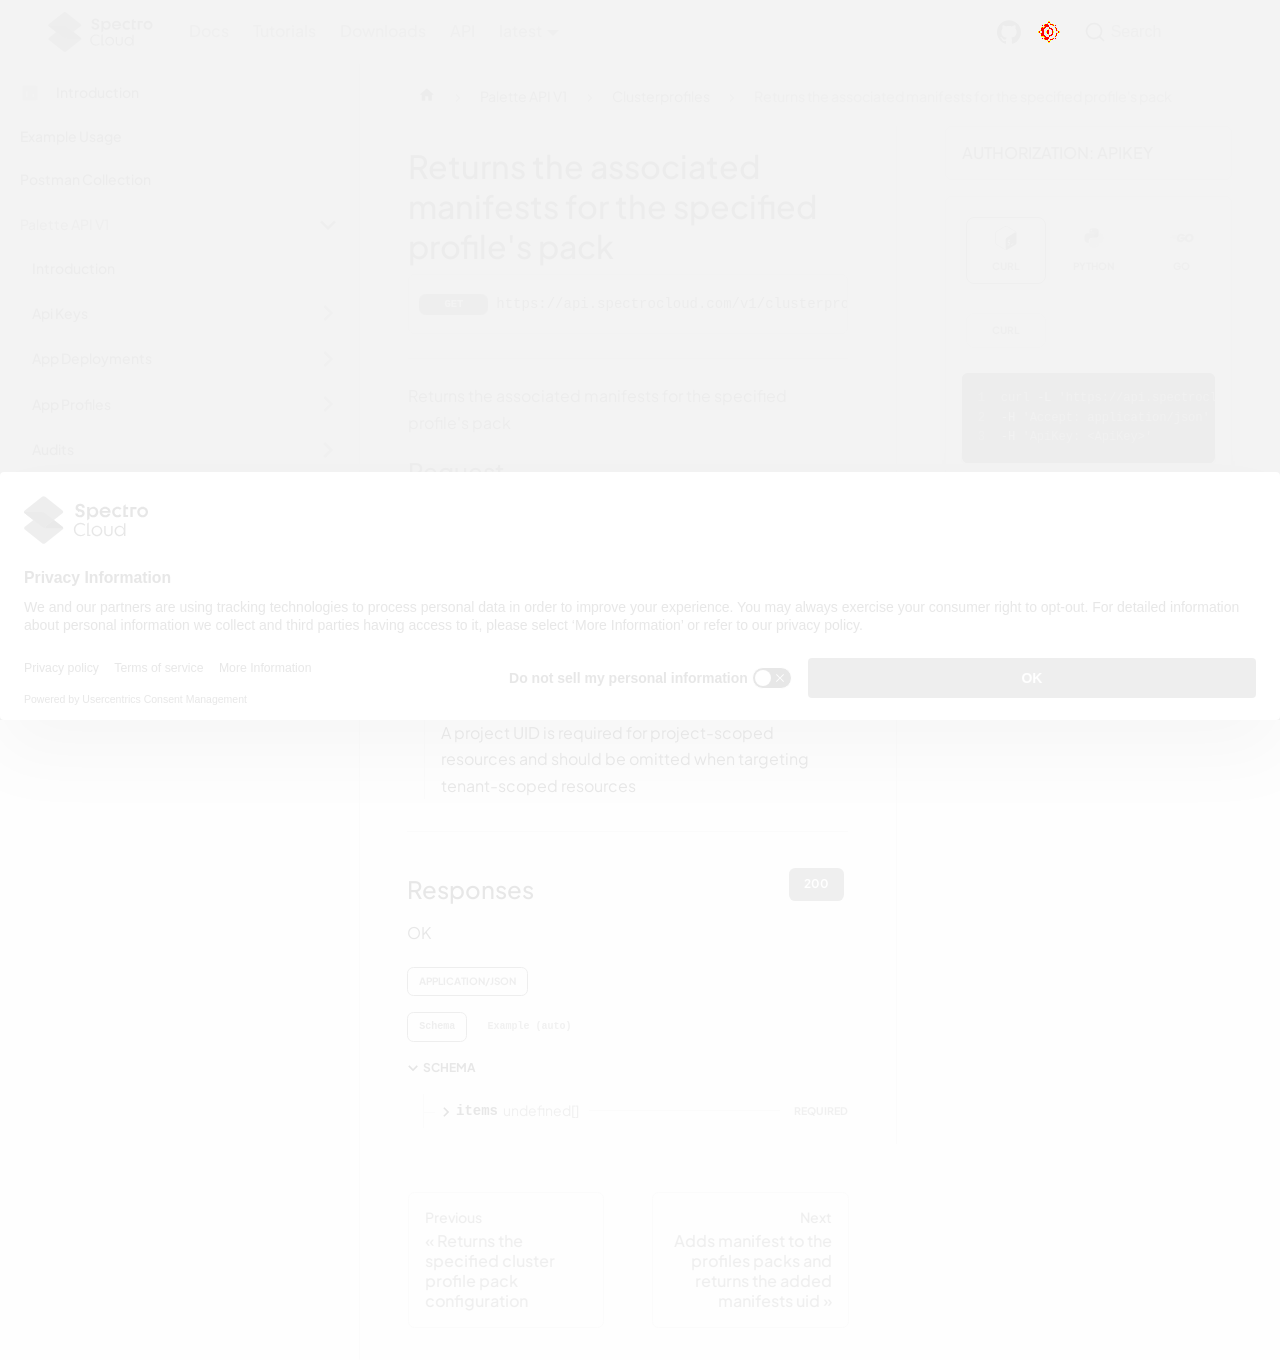 Spectro
Cloud
Docs Tutorials Downloads API latest
Search
Introduction
Example Usage
Postman Collection
Palette API V1
Introduction
Api Keys
App Deployments
App Profiles
Audits
Palette API V1
Clusterprofiles
Returns the associated manifests for the specified profile's pack
Returns the associated
manifests for the specified
profile's pack
GET https://api.spectrocloud.com/v1/clusterpro
Returns the associated manifests for the specified
profile's pack
Request
AUTHORIZATION: APIKEY
CURL PYTHON GO
CURL
Spectro
Cloud
Privacy Information
We and our partners are using tracking technologies to process personal data in order to improve your experience. You may always exercise your consumer right to opt-out. For detailed information
about personal information we collect and third parties having access to it, please select 'More Information' or refer to our privacy policy.
Privacy policy Terms of service More Information
Do not sell my personal information
OK
Powered by Usercentrics Consent Management
A project UID is required for project-scoped
resources and should be omitted when targeting
tenant-scoped resources
Responses
200
OK
APPLICATION/JSON
Schema Example (auto)
SCHEMA
items undefined[] REQUIRED
Previous
« Returns the
specified cluster
profile pack
configuration
Next
Adds manifest to the
profiles packs and
returns the added
manifests uid »